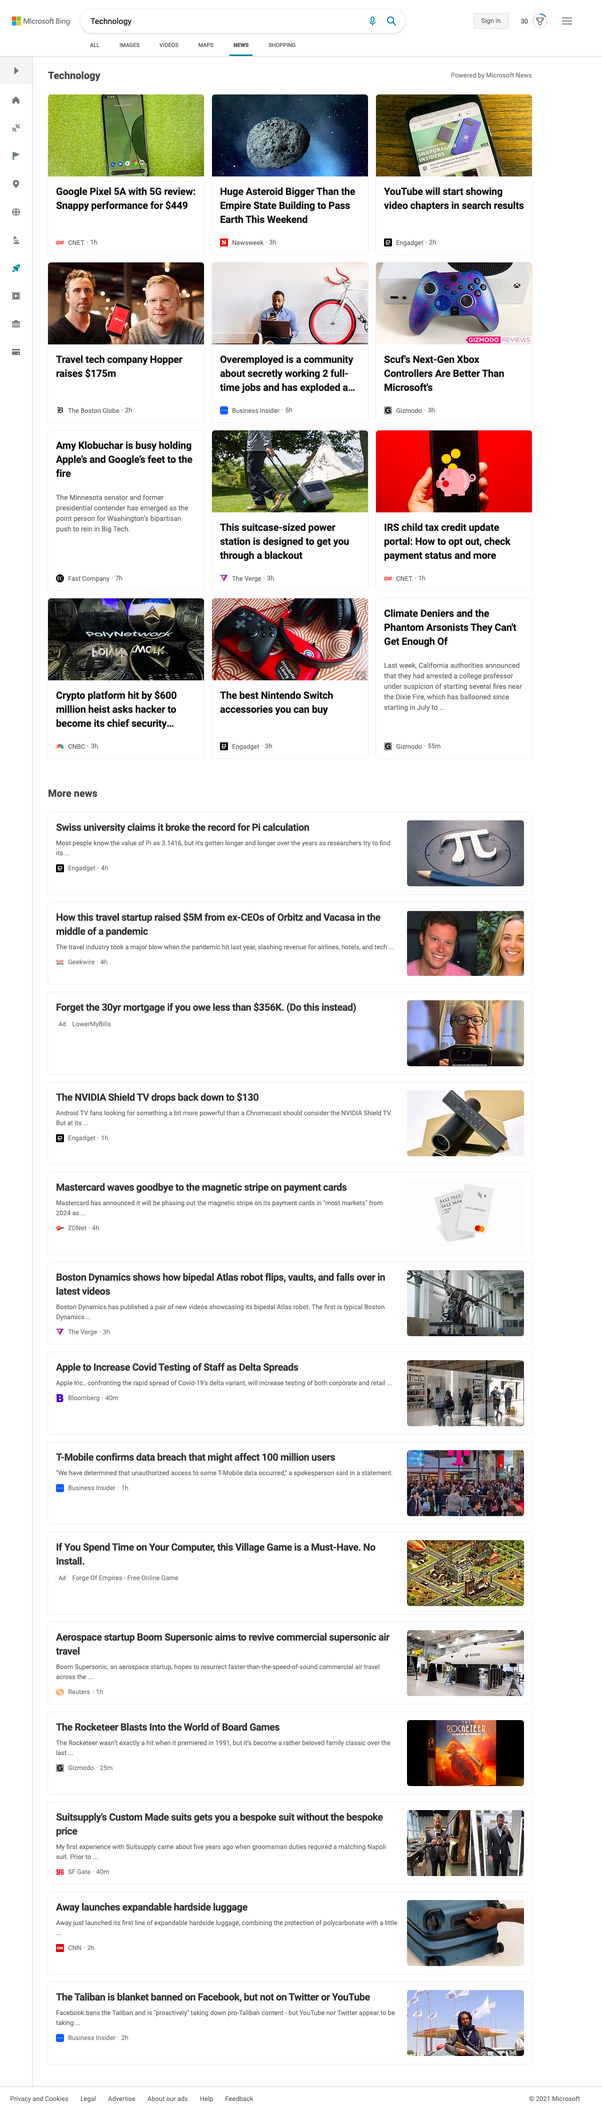 Microsoft Bing
Technology
Sign in
30
ALL
IMAGES
VIDEOS
MAPS
NEWS
SHOPPING
Technology
Powered by Microsoft News
Google Pixel 5A with 5G review:
Snappy performance for $449
CNET · 1h
Huge Asteroid Bigger Than the
Empire State Building to Pass
Earth This Weekend
Newsweek · 3h
SNAPDRAGON
INSIDERS
YouTube will start showing
video chapters in search results
Engadget · 2h
Travel tech company Hopper
raises $175m
The Boston Globe · 2h
Overemployed is a community
about secretly working 2 full-
time jobs and has exploded a...
Business Insider · 5h
GIZMODO REVIEWS
Scuf's Next-Gen Xbox
Controllers Are Better Than
Microsoft's
Gizmodo · 3h
Amy Klobuchar is busy holding
Apple's and Google's feet to the
fire
The Minnesota senator and former
presidential contender has emerged as the
point person for Washington's bipartisan
push to rein in Big Tech.
Fast Company · 7h
This suitcase-sized power
station is designed to get you
through a blackout
The Verge · 3h
IRS child tax credit update
portal: How to opt out, check
payment status and more
CNET · 1h
PolyNetwork
Crypto platform hit by $600
million heist asks hacker to
become its chief security...
CNBC · 3h
The best Nintendo Switch
accessories you can buy
Engadget · 3h
Climate Deniers and the
Phantom Arsonists They Can't
Get Enough Of
Last week, California authorities announced
that they had arrested a college professor
under suspicion of starting several fires near
the Dixie Fire, which has ballooned since
starting in July to ...
Gizmodo · 55m
More news
Swiss university claims it broke the record for Pi calculation
Most people know the value of Pi as 3.1416, but it's gotten longer and longer over the years as researchers try to find
its ...
Engadget · 4h
How this travel startup raised $5M from ex-CEOs of Orbitz and Vacasa in the
middle of a pandemic
The travel industry took a major blow when the pandemic hit last year, slashing revenue for airlines, hotels, and tech ...
Geekwire · 4h
Forget the 30yr mortgage if you owe less than $356K. (Do this instead)
Ad LowerMyBills
The NVIDIA Shield TV drops back down to $130
Android TV fans looking for something a bit more powerful than a Chromecast should consider the NVIDIA Shield TV.
But at its ...
Engadget · 1h
Mastercard waves goodbye to the magnetic stripe on payment cards
Mastercard has announced it will be phasing out the magnetic stripe on its payment cards in "most markets" from
2024 as ...
ZDNet · 4h
Boston Dynamics shows how bipedal Atlas robot flips, vaults, and falls over in
latest videos
Boston Dynamics has published a pair of new videos showcasing its bipedal Atlas robot. The first is typical Boston
Dynamics ...
The Verge · 3h
Apple to Increase Covid Testing of Staff as Delta Spreads
Apple Inc., confronting the rapid spread of Covid-19's delta variant, will increase testing of both corporate and retail ...
Bloomberg · 40m
T-Mobile confirms data breach that might affect 100 million users
"We have determined that unauthorized access to some T-Mobile data occurred," a spokesperson said in a statement.
Business Insider · 1h
If You Spend Time on Your Computer, this Village Game is a Must-Have. No
Install.
Ad Forge Of Empires - Free Online Game
Aerospace startup Boom Supersonic aims to revive commercial supersonic air
travel
Boom Supersonic, an aerospace startup, hopes to resurrect faster-than-the-speed-of-sound commercial air travel
across the ...
Reuters · 1h
BOOM
The Rocketeer Blasts Into the World of Board Games
The Rocketeer wasn't exactly a hit when it premiered in 1991, but it's become a rather beloved family classic over the
last ...
Gizmodo · 25m
ROCKETEER
Suitsupply's Custom Made suits gets you a bespoke suit without the bespoke
price
My first experience with Suitsupply came about five years ago when groomsman duties required a matching Napoli
suit. Prior to ...
SF Gate · 40m
Away launches expandable hardside luggage
Away just launched its first line of expandable hardside luggage, combining the protection of polycarbonate with a little
...
CNN · 2h
The Taliban is blanket banned on Facebook, but not on Twitter or YouTube
Facebook bans the Taliban and is "proactively" taking down pro-Taliban content - but YouTube nor Twitter appear to be
taking ...
Business Insider · 2h
Privacy and Cookies
Legal
Advertise
About our ads
Help
Feedback
© 2021 Microsoft